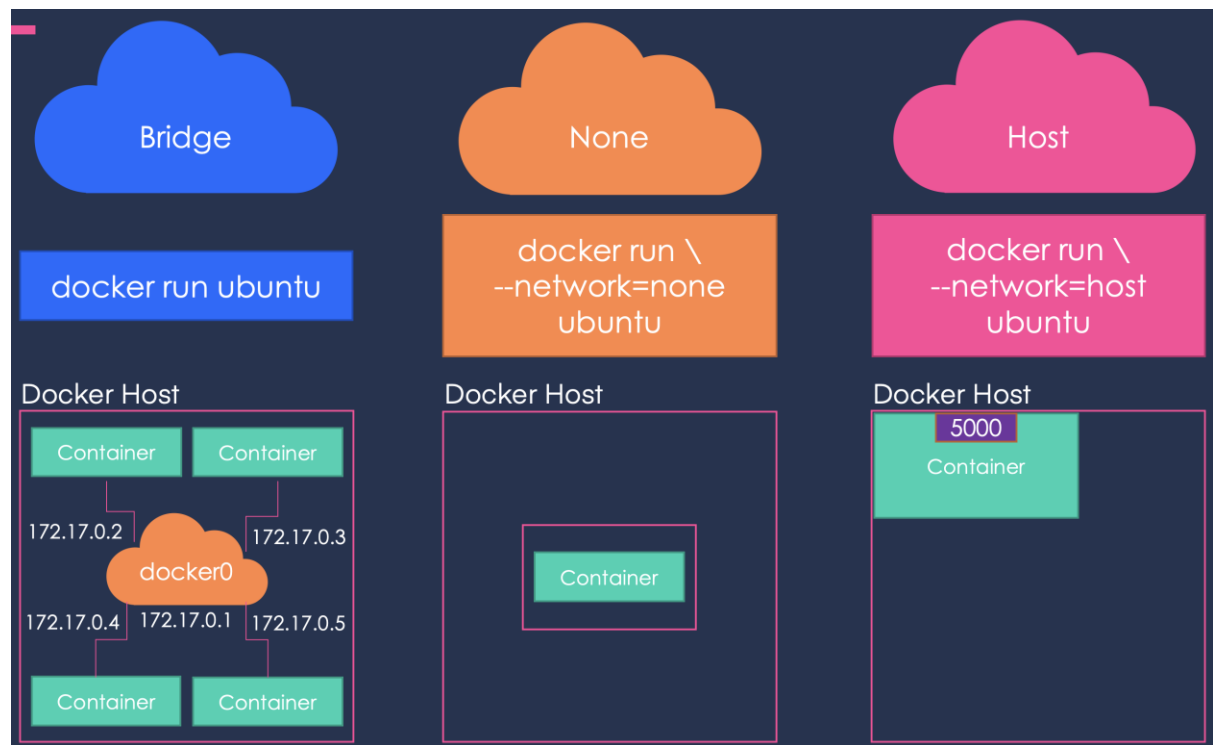 Bridge
None
Host
docker run ubuntu
docker run \
--network=none
ubuntu
docker run \
--network=host
ubuntu
Docker Host
Container
Container
172.17.0.2
172.17.0.3
docker0
172.17.0.4
172.17.0.1
172.17.0.5
Container
Container
Docker Host
Container
Docker Host
5000
Container